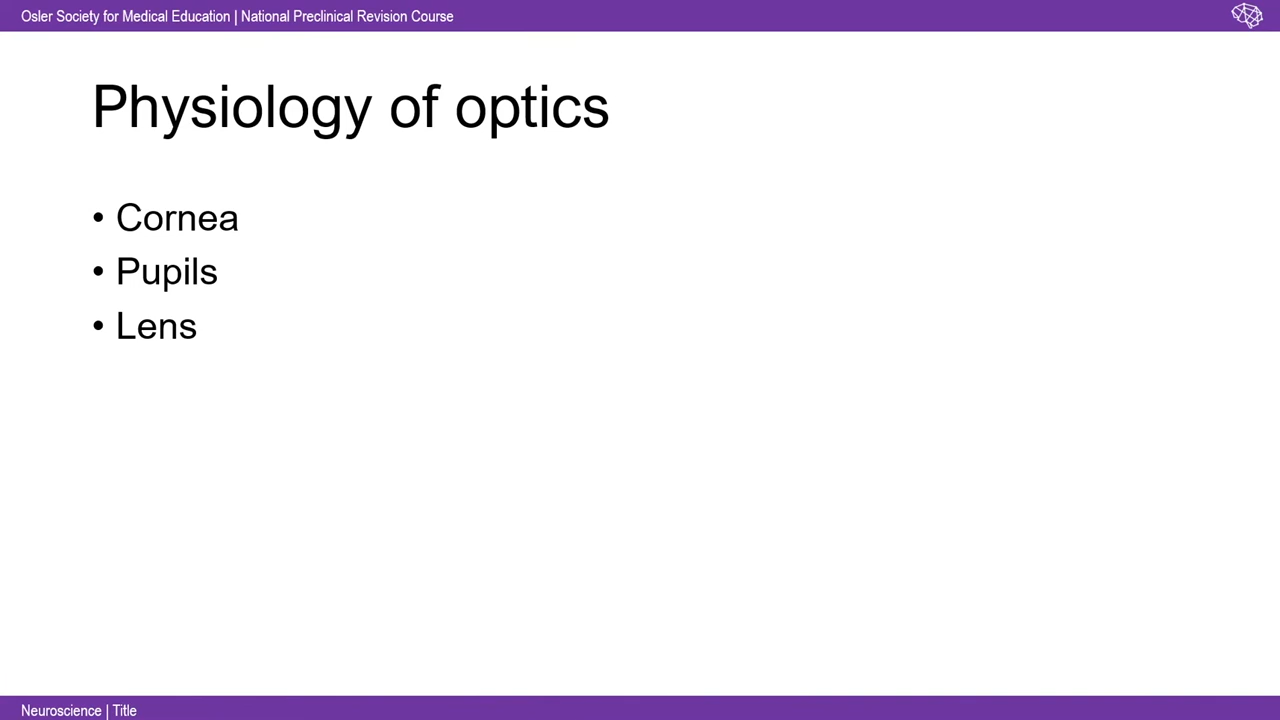 Osler Society for Medical Education | National Preclinical Revision Course
Physiology of optics
• Cornea
• Pupils
• Lens
Neuroscience | Title